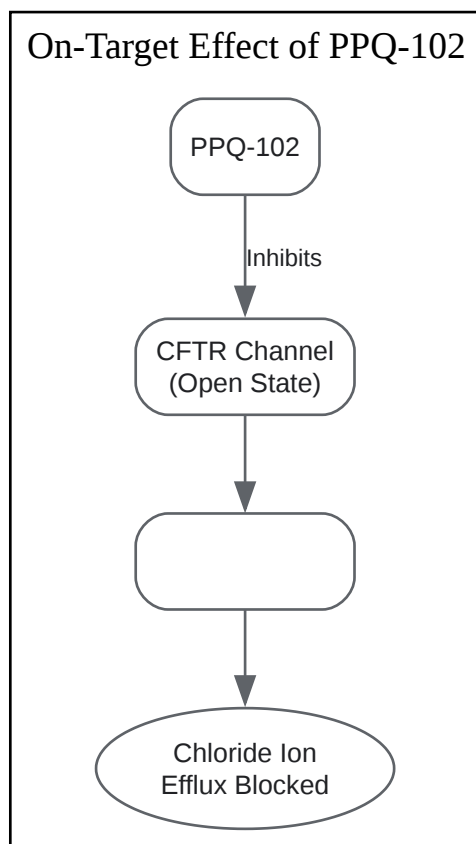 On-Target Effect of PPQ-102
PPQ-102
Inhibits
CFTR Channel
(Open State)
Chloride Ion
Efflux Blocked